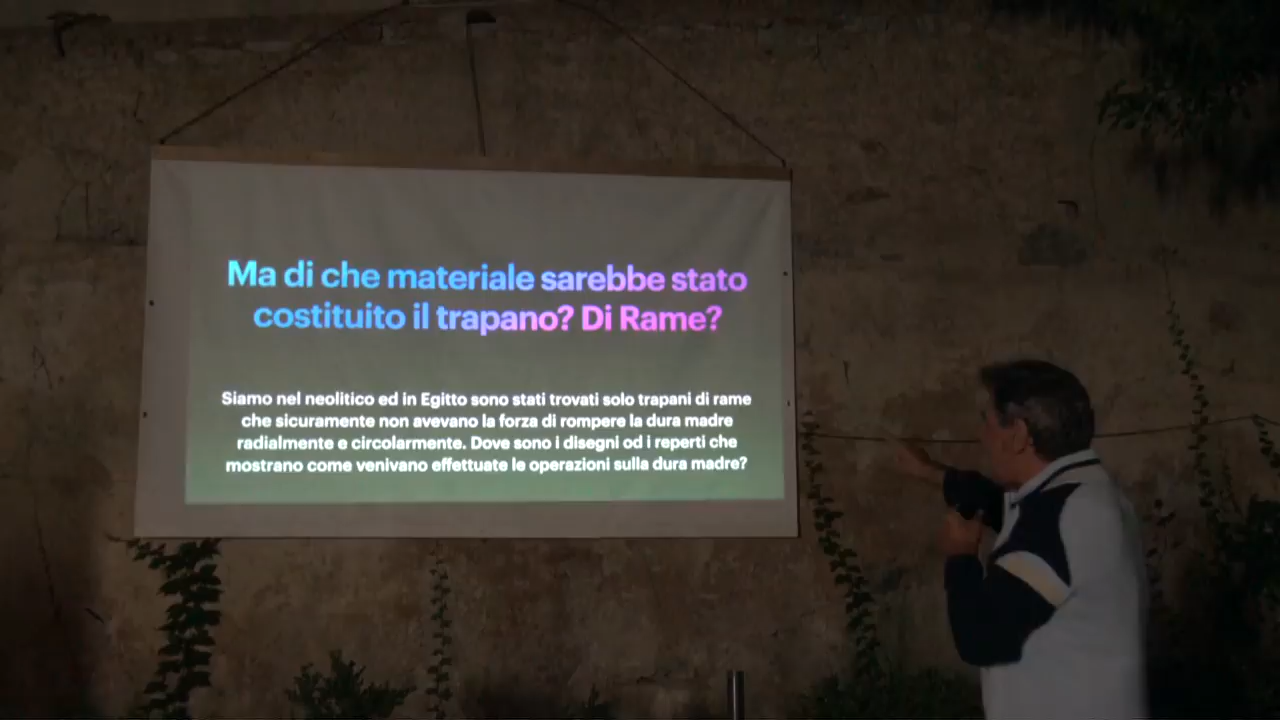 Ma di che materiale sarebbe stato
costituito il trapano? Di Rame?
Siamo nel neolitico ed in Egitto sono stati trovati solo trapani di rame
che sicuramente non avevano la forza di rompere la dura madre
radialmente e circolarmente. Dove sono i disegni od i reperti che
mostrano come venivano effettuate le operazioni sulla dura madre?